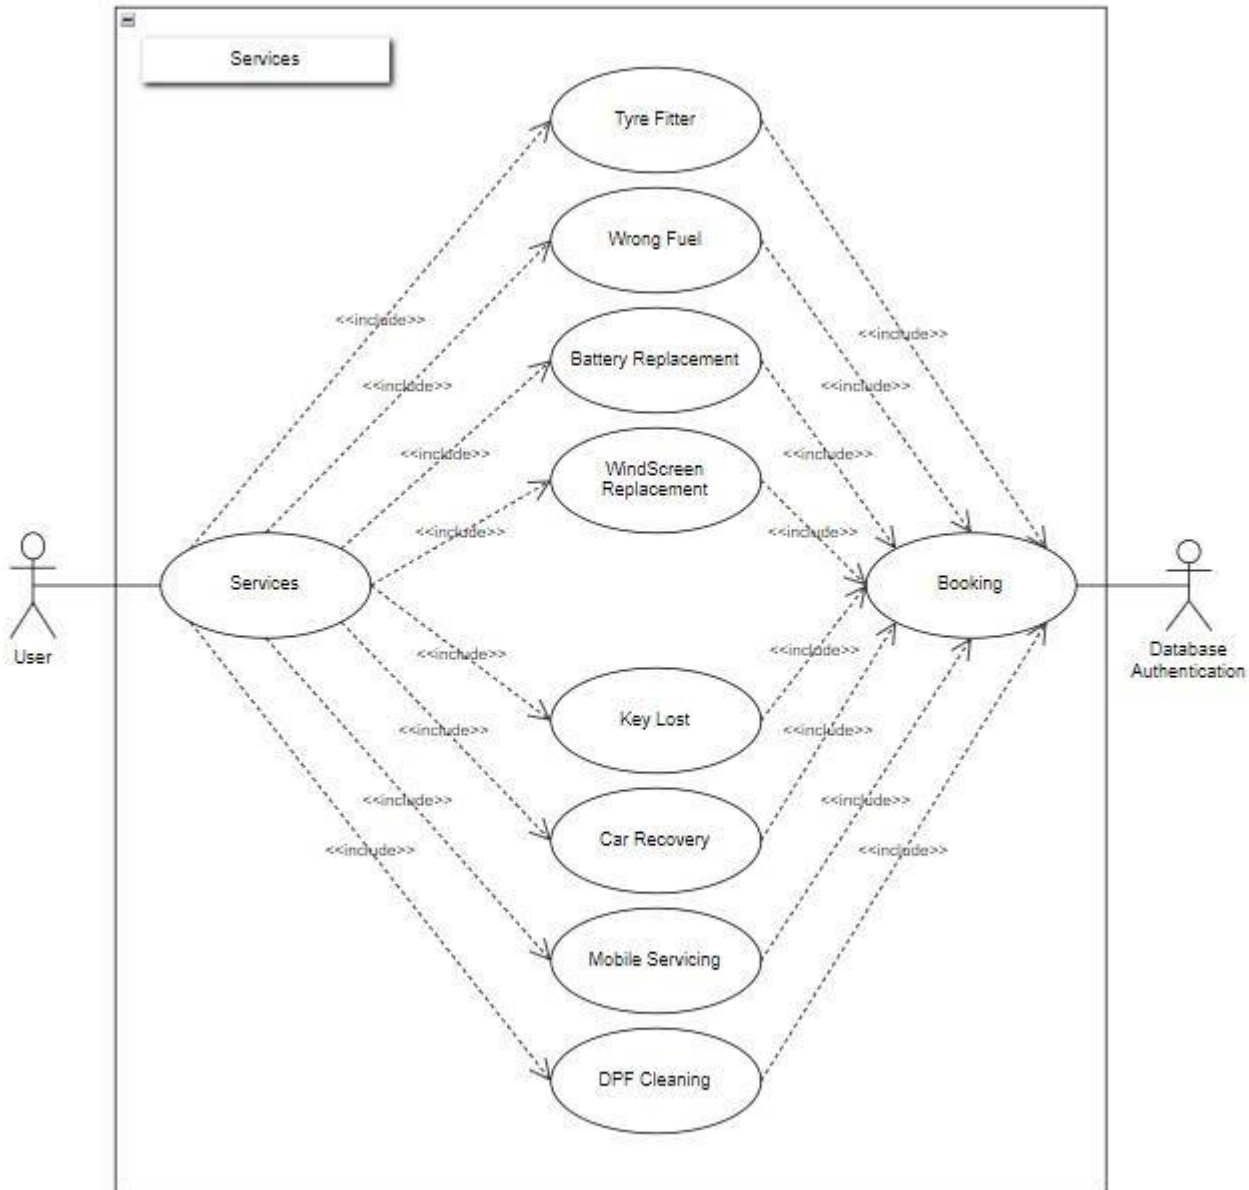 Services
Tyre Fitter
Wrong Fuel
<<include>>
<<include>>
<<include>>
<<include>>
Battery Replacement
<<include>>
<<include>>
WindScreen
Replacement
<<include>>
<<include>>
Services
Booking
User
Database
Authentication
<<include>>
<<include>>
Key Lost
<<include>>
<<include>>
Car Recovery
<<include>>
<<include>>
<<include>>
<<include>>
Mobile Servicing
DPF Cleaning